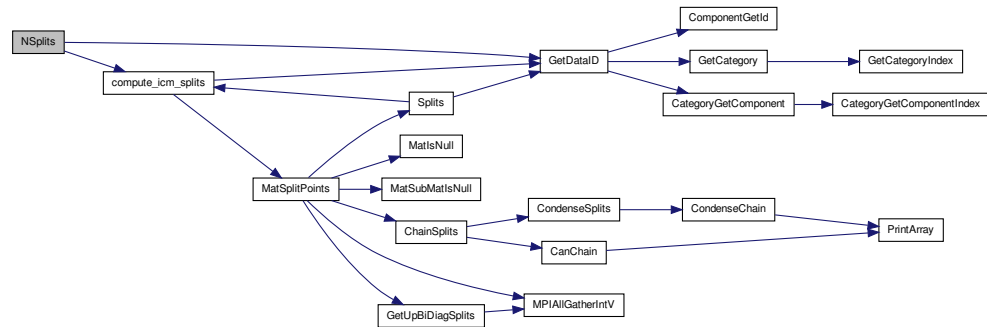 ComponentGetId
NSplits
GetDataID
GetCategory
GetCategoryIndex
compute_icm_splits
Splits
CategoryGetComponent
CategoryGetComponentIndex
MatIsNull
MatSplitPoints
MatSubMatIsNull
CondenseSplits
CondenseChain
ChainSplits
PrintArray
CanChain
MPIAllGatherIntV
GetUpBiDiagSplits